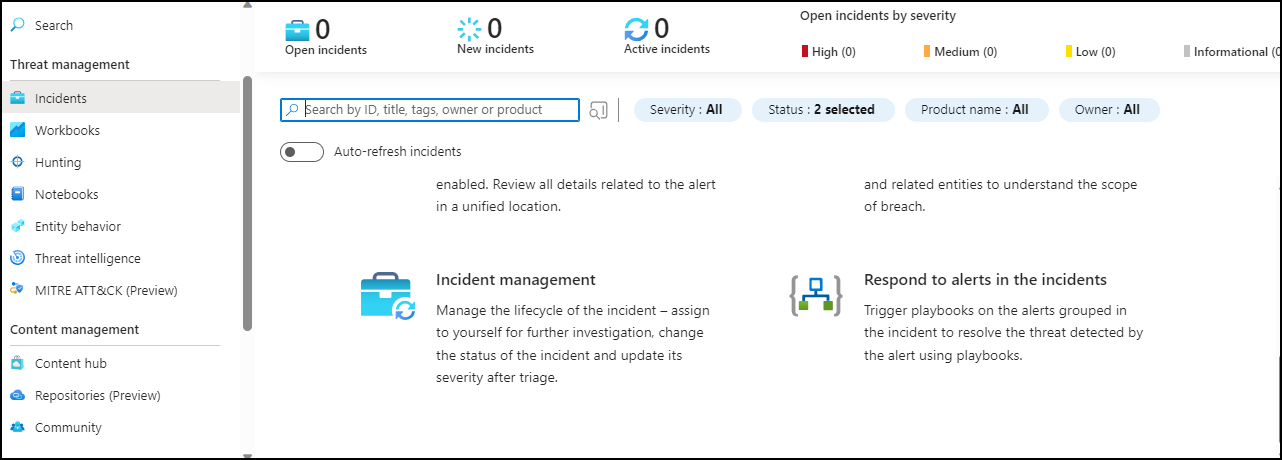 Search
Threat management
Incidents
Workbooks
Hunting
Notebooks
Entity behavior
Threat intelligence
MITRE ATT&CK (Preview)
Content management
Content hub
Repositories (Preview)
Community
0
Open incidents
0
New incidents
0
Active incidents
Open incidents by severity
High (0)
Medium (0)
Low (0)
Informational (0
Search by ID, title, tags, owner or product
Severity : All
Status : 2 selected
Product name : All
Owner : All
Auto-refresh incidents
enabled. Review all details related to the alert
in a unified location.
and related entities to understand the scope
of breach.
Incident management
Manage the lifecycle of the incident – assign
to yourself for further investigation, change
the status of the incident and update its
severity after triage.
Respond to alerts in the incidents
Trigger playbooks on the alerts grouped in
the incident to resolve the threat detected by
the alert using playbooks.